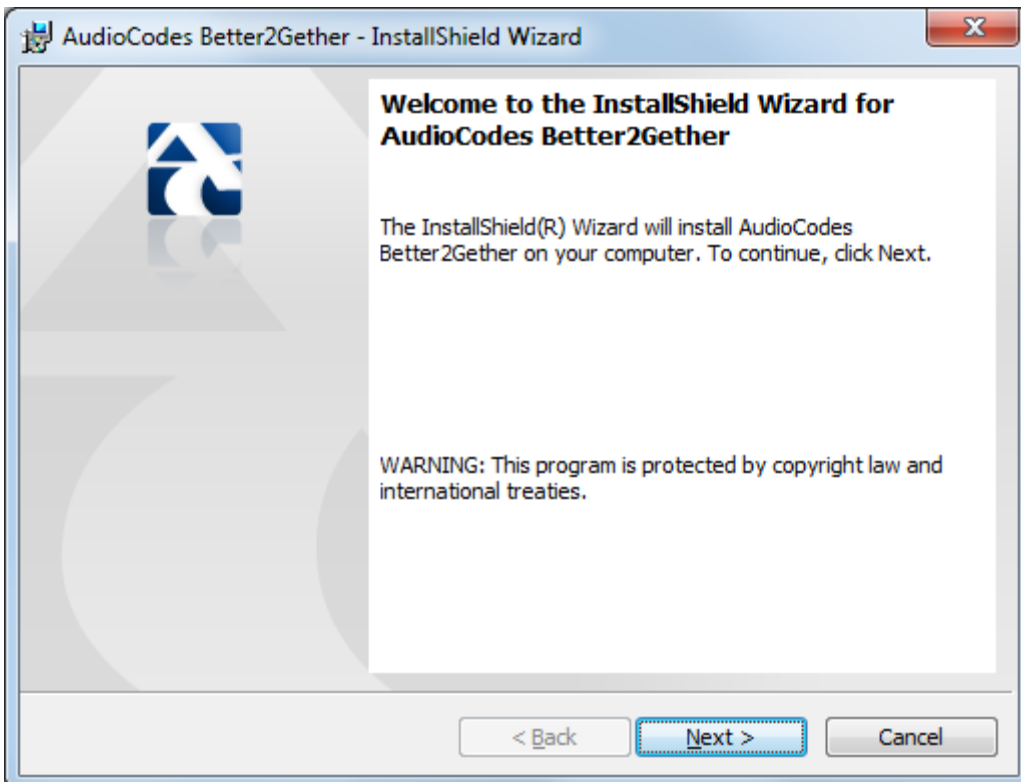 AudioCodes Better2Gether - InstallShield Wizard
Welcome to the InstallShield Wizard for
AudioCodes Better2Gether
The InstallShield(R) Wizard will install AudioCodes
Better2Gether on your computer. To continue, click Next.
WARNING: This program is protected by copyright law and
international treaties.
< Back
Next >
Cancel